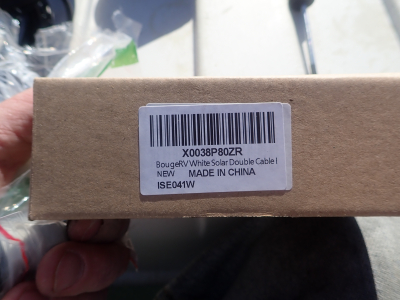 X0038P80ZR
BougeRV White Solar Double Cable I
NEW MADE IN CHINA
ISE041W